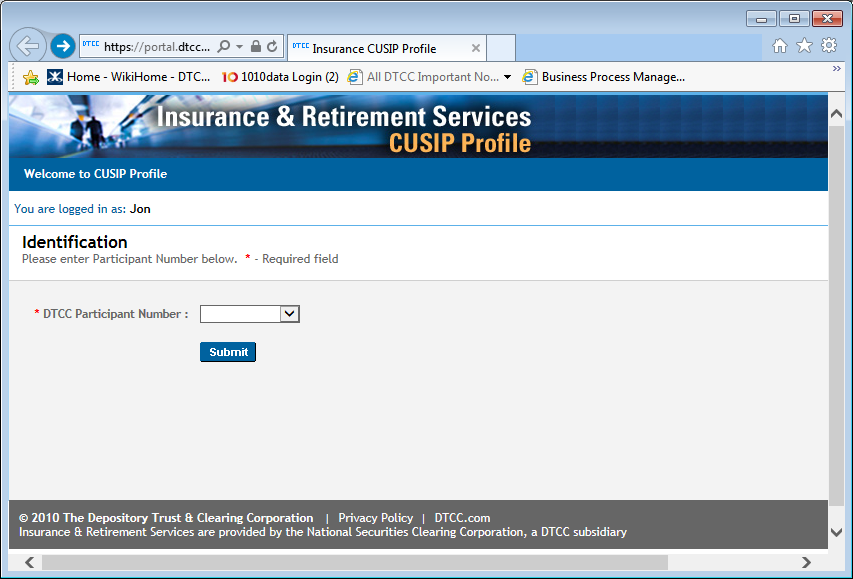 DTCC https://portal.dtcc... DTCC Insurance CUSIP Profile
Home - WikiHome - DTC... 1010data Login (2) All DTCC Important No... Business Process Manage...
Insurance & Retirement Services
CUSIP Profile
Welcome to CUSIP Profile
You are logged in as: Jon
Identification
Please enter Participant Number below. * - Required field
* DTCC Participant Number :
Submit
© 2010 The Depository Trust & Clearing Corporation | Privacy Policy | DTCC.com
Insurance & Retirement Services are provided by the National Securities Clearing Corporation, a DTCC subsidiary